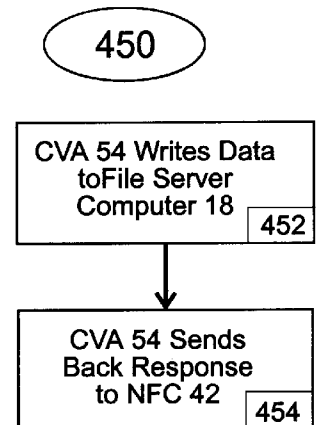 450
CVA 54 Writes Data
toFile Server
Computer 18
452
CVA 54 Sends
Back Response
to NFC 42
454